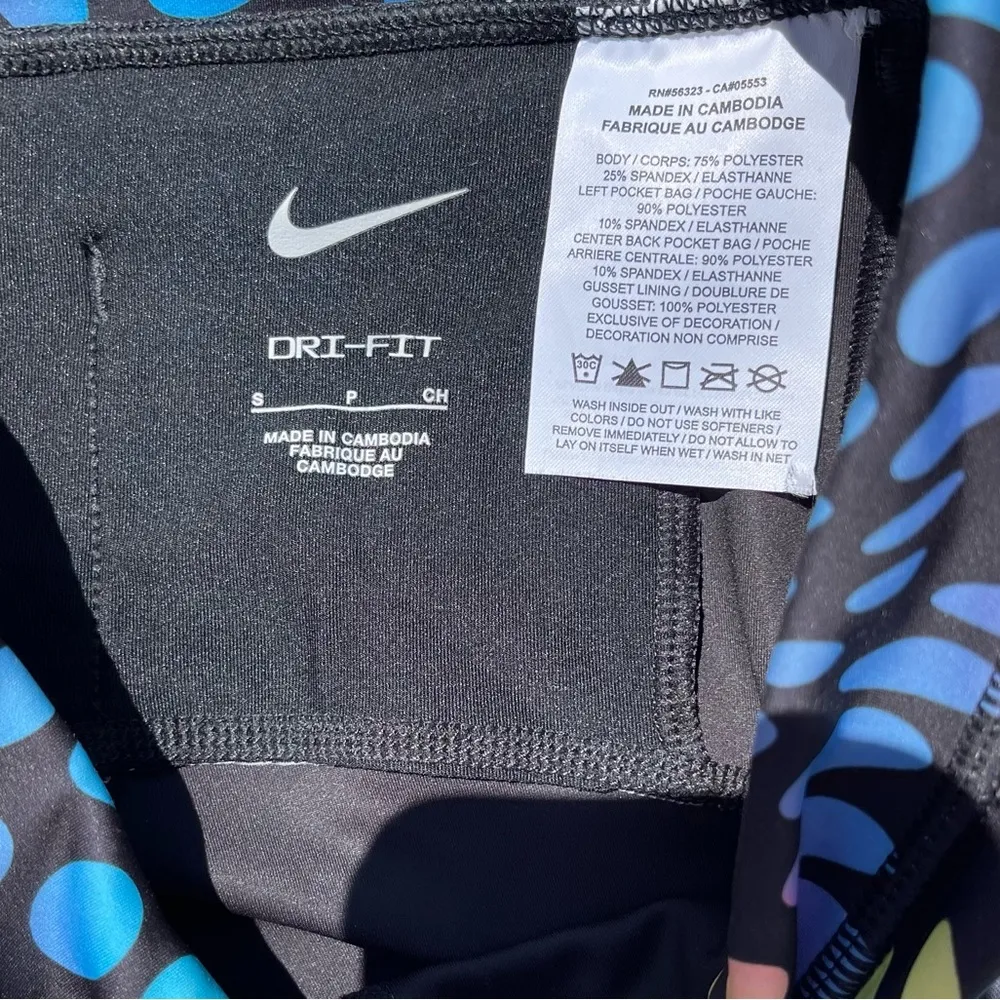 DRI-FIT
S P CH
MADE IN CAMBODIA
FABRIQUE AU
CAMBODGE
RN#56323 - CA#05553
MADE IN CAMBODIA
FABRIQUE AU CAMBODGE
BODY / CORPS: 75% POLYESTER
25% SPANDEX / ELASTHANNE
LEFT POCKET BAG / POCHE GAUCHE:
90% POLYESTER
10% SPANDEX / ELASTHANNE
CENTER BACK POCKET BAG / POCHE
ARRIERE CENTRALE: 90% POLYESTER
10% SPANDEX / ELASTHANNE
GUSSET LINING / DOUBLURE DE
GOUSSET: 100% POLYESTER
EXCLUSIVE OF DECORATION /
DECORATION NON COMPRISE
30C
WASH INSIDE OUT / WASH WITH LIKE
COLORS / DO NOT USE SOFTENERS /
REMOVE IMMEDIATELY / DO NOT ALLOW TO
LAY ON ITSELF WHEN WET / WASH IN NET